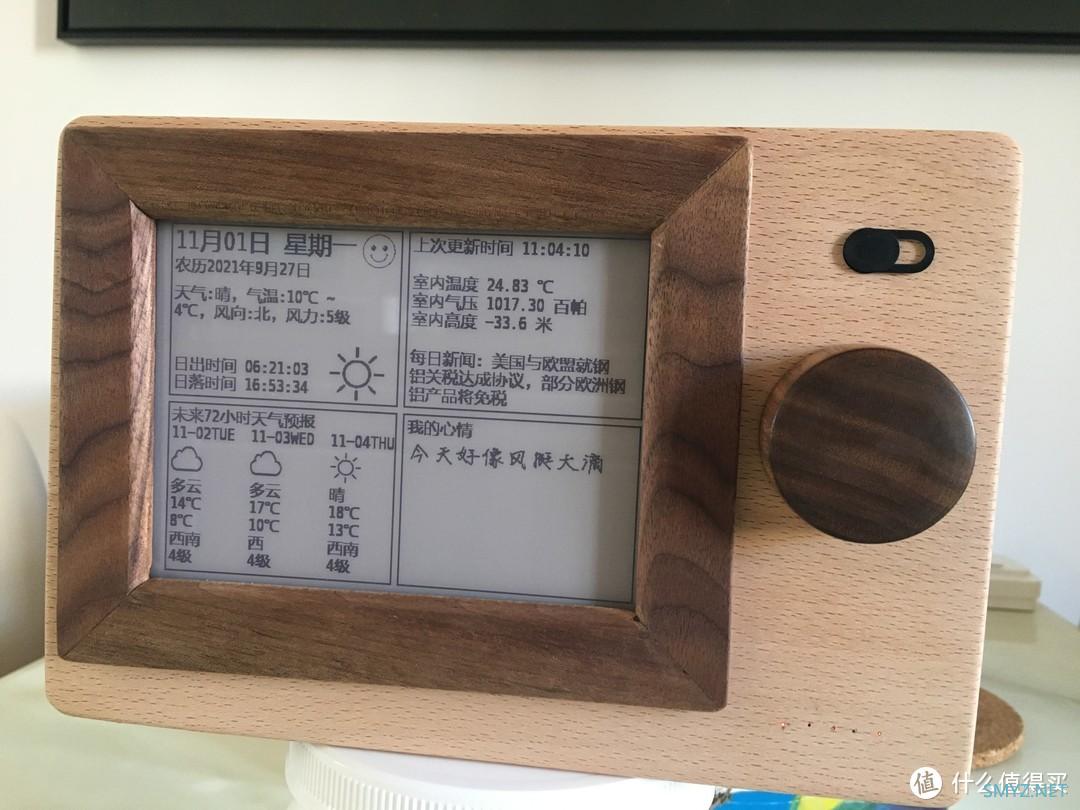 11月01日 星期一
农历2021年9月27日
天气:晴，气温:10℃ ~
4℃，风向:北，风力:5级
日出时间 06:21:03
日落时间 16:53:34
上次更新时间 11:04:10
室内温度 24.83 ℃
室内气压 1017.30 百帕
室内高度 -33.6 米
每日新闻: 美国与欧盟就钢
铝关税达成协议，部分欧洲钢
铝产品将免税
未来72小时天气预报
11-02TUE 11-03WED 11-04THU
多云 多云 晴
14℃ 17℃ 18℃
8℃ 10℃ 13℃
西南 西 西南
4级 4级 4级
我的心情
今天好像风挺大滴
值 什么值得买
SMYZ.NET